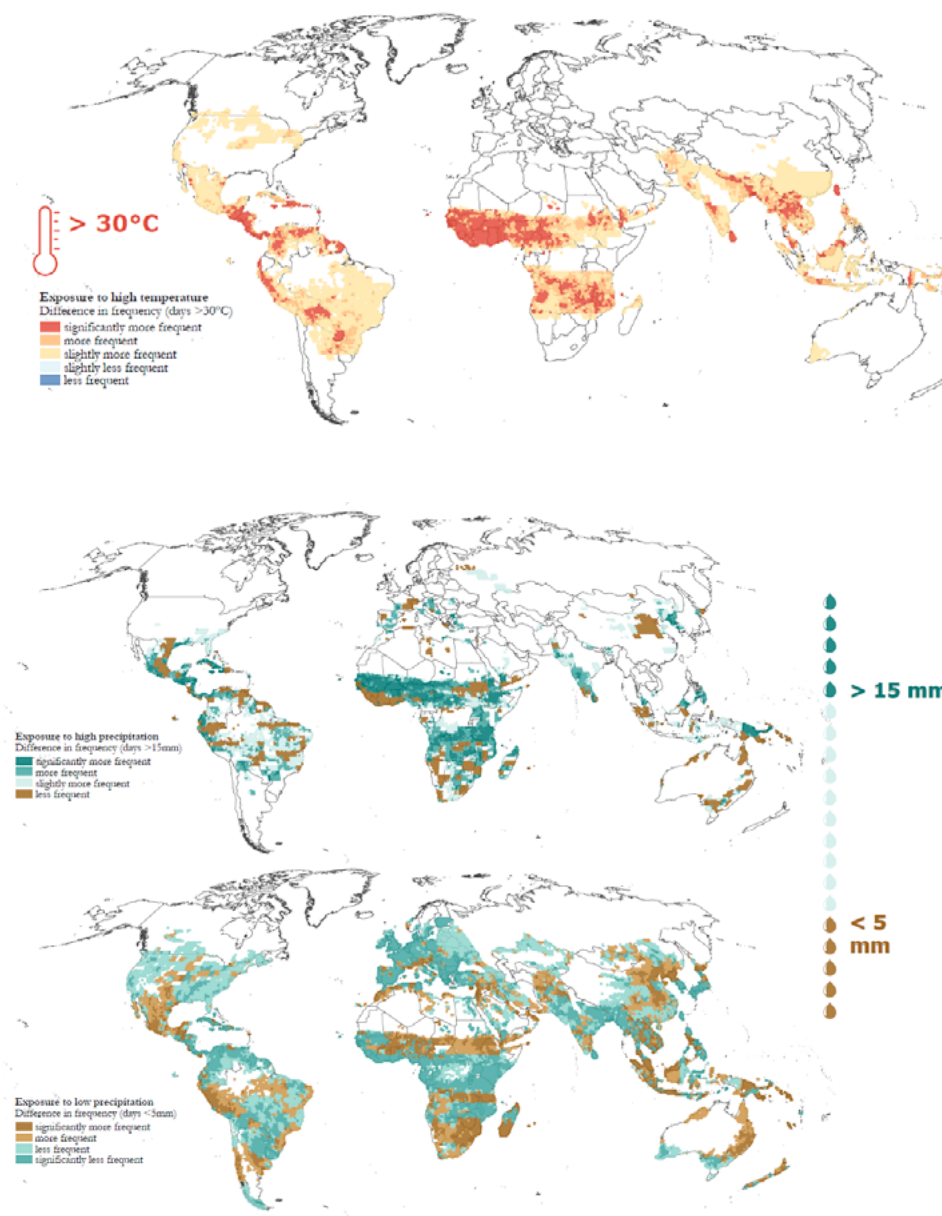 > 30°C
Exposure to high temperature
Difference in frequency (days >30°C)
significantly more frequent
more frequent
slightly more frequent
slightly less frequent
less frequent
> 15 mm
Exposure to high precipitation
Difference in frequency (days >15mm)
significantly more frequent
more frequent
slightly more frequent
less frequent
< 5
mm
Exposure to low precipitation
Difference in frequency (days <5mm)
significantly more frequent
more frequent
less frequent
significantly less frequent